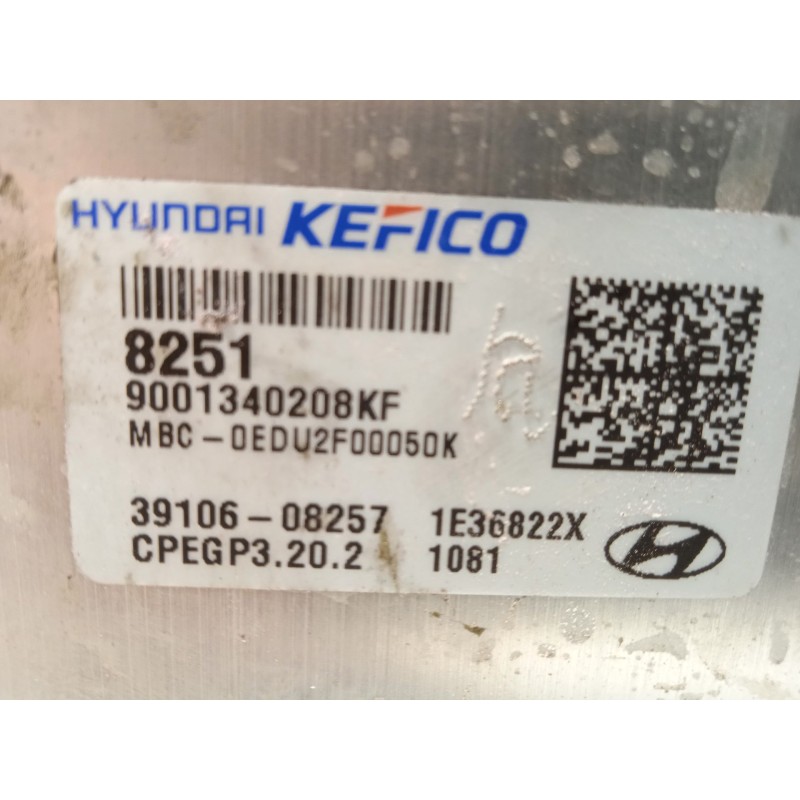 HYUNDAI KEFICO
8251
9001340208KF
MBC-0EDU2F00050K
39106-08257 1E36822X
CPEGP3.20.2 1081